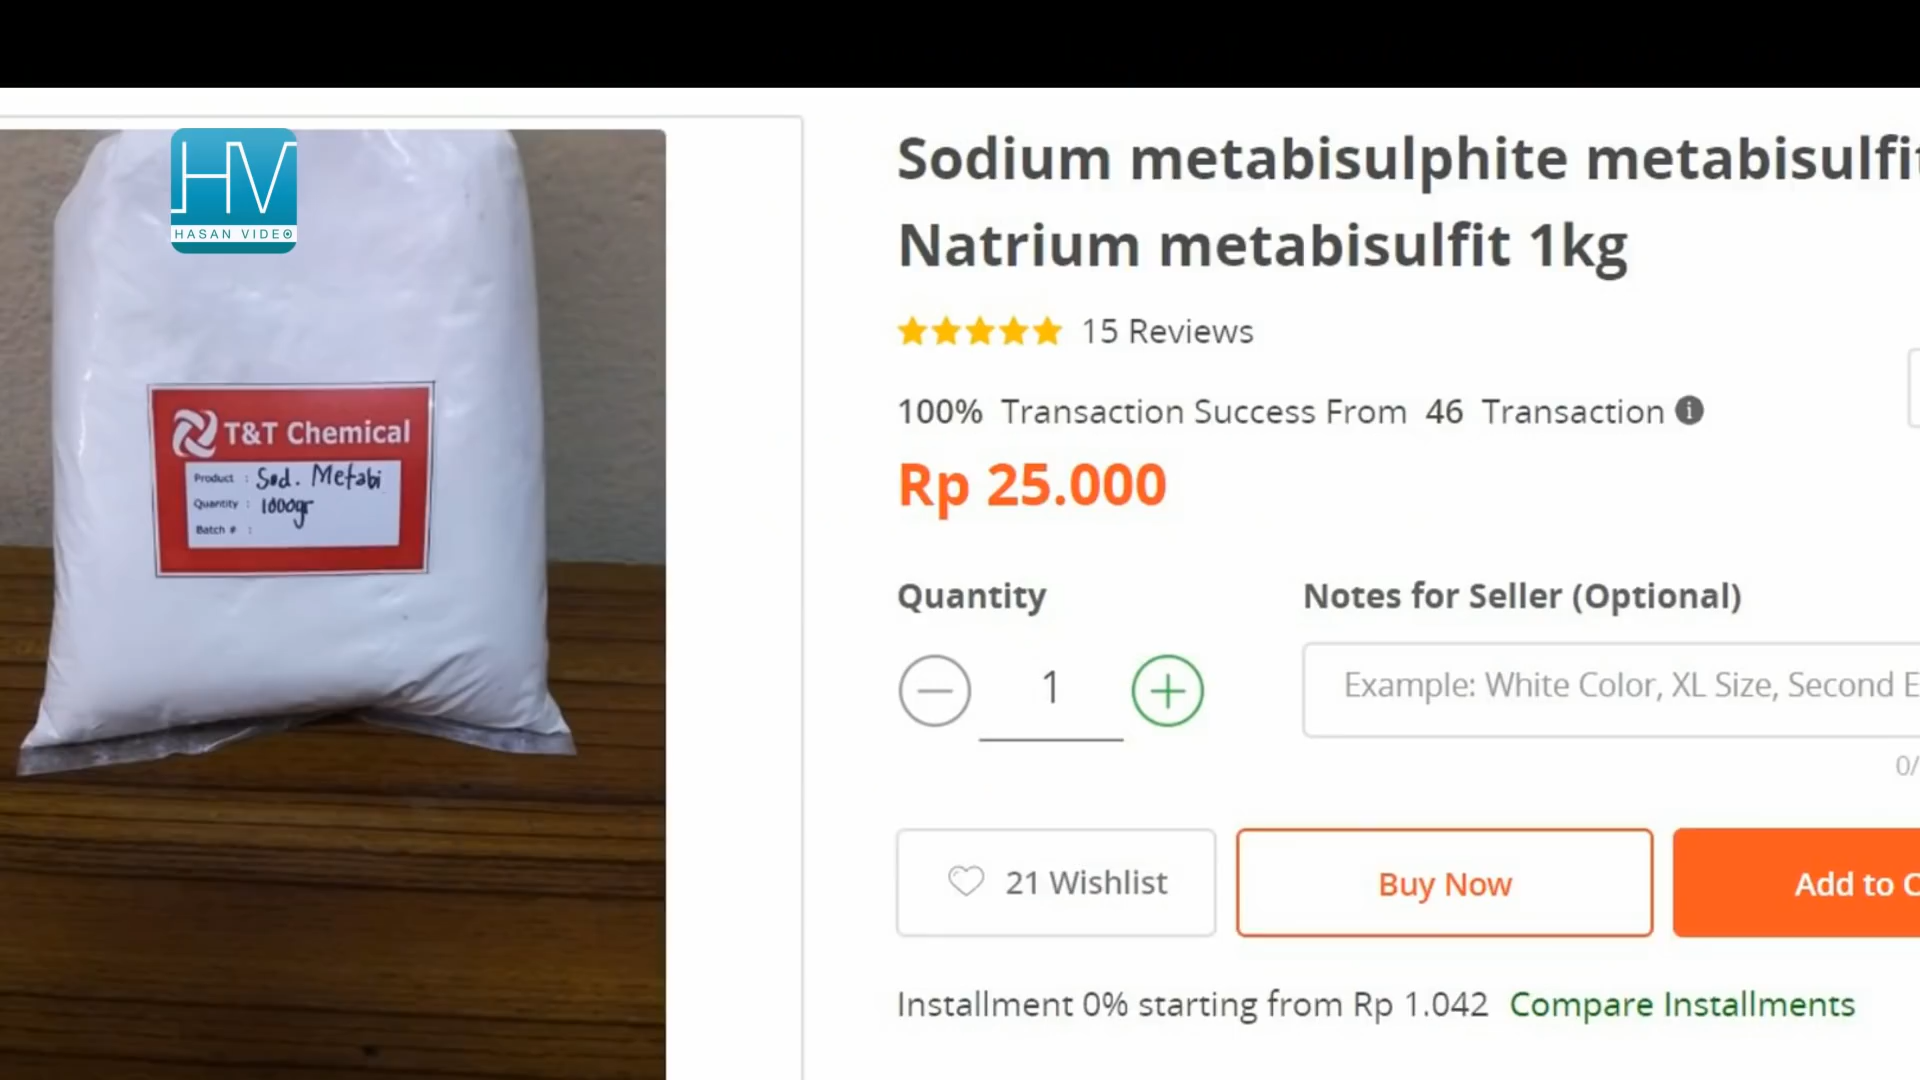 HV
HASAN VIDEO
T&T Chemical
Product : Sod. Metabi
Quantity : 1000gr
Batch # :
Sodium metabisulphite
Natrium metabisulfit 1kg
15 Reviews
100% Transaction Success From 46 Transaction
Rp 25.000
Quantity
Notes for Seller (Optional)
1
Example: White Color, XL Size, Second
0/
21 Wishlist
Buy Now
Add to
Installment 0% starting from Rp 1.042 Compare Installments